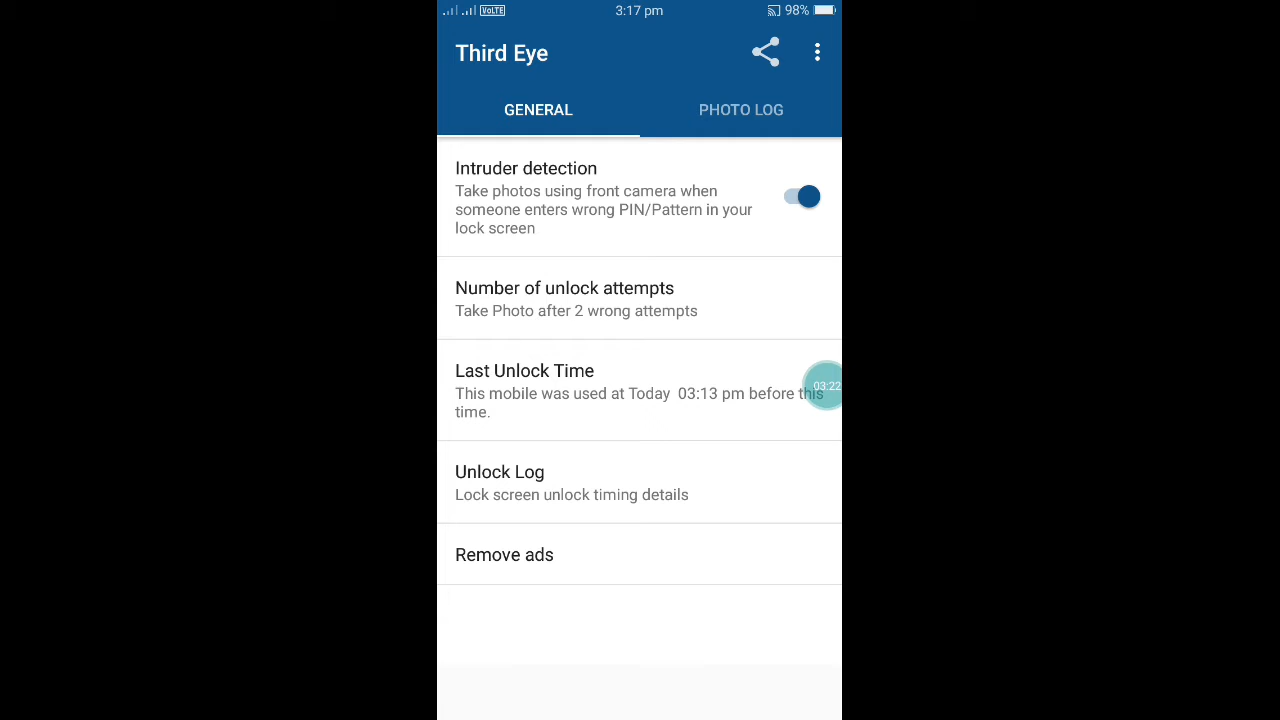 VoLTE 3:17 pm 98%
Third Eye
GENERAL PHOTO LOG
Intruder detection
Take photos using front camera when
someone enters wrong PIN/Pattern in your
lock screen
Number of unlock attempts
Take Photo after 2 wrong attempts
Last Unlock Time
This mobile was used at Today 03:13 pm before this
time.
03:22
Unlock Log
Lock screen unlock timing details
Remove ads